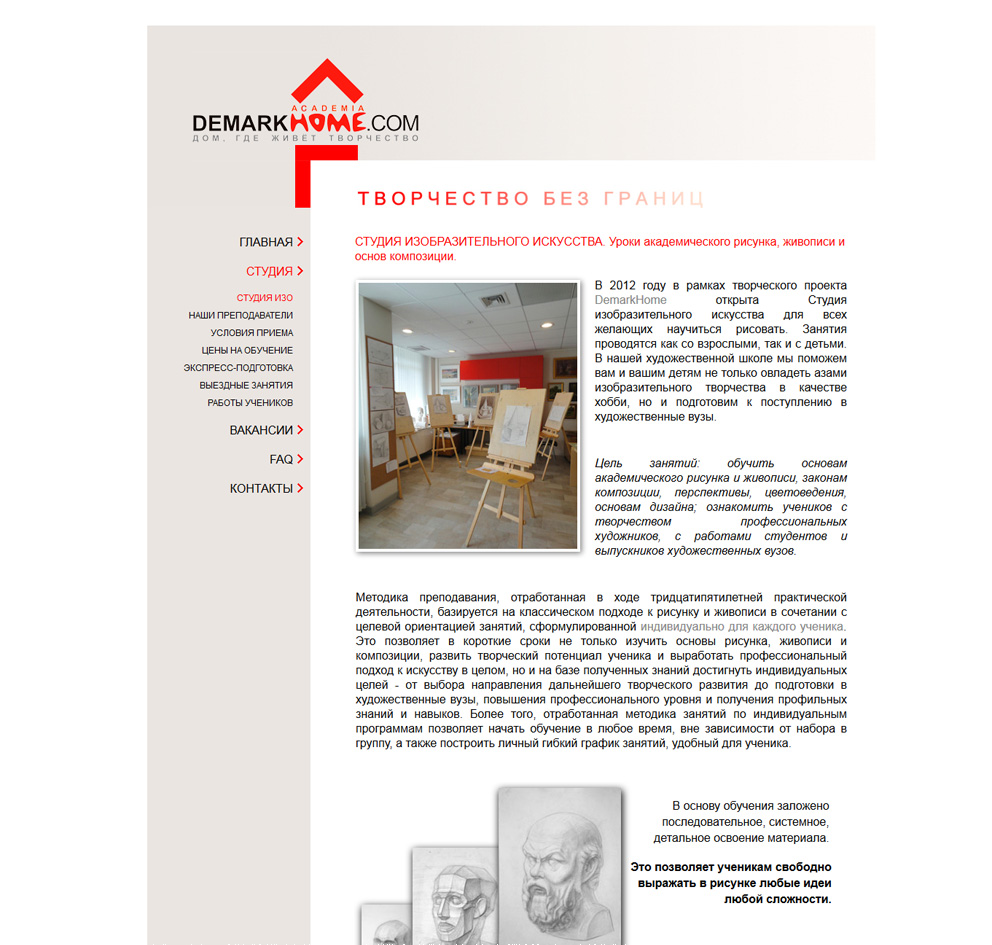 ACADEMIA
DEMARKHOME.COM
ДОМ, ГДЕ ЖИВЕТ ТВОРЧЕСТВО
ТВОРЧЕСТВО БЕЗ ГРАНИЦ
ГЛАВНАЯ
СТУДИЯ
СТУДИЯ ИЗО
НАШИ ПРЕПОДАВАТЕЛИ
УСЛОВИЯ ПРИЕМА
ЦЕНЫ НА ОБУЧЕНИЕ
ЭКСПРЕСС-ПОДГОТОВКА
ВЫЕЗДНЫЕ ЗАНЯТИЯ
РАБОТЫ УЧЕНИКОВ
ВАКАНСИИ
FAQ
КОНТАКТЫ
СТУДИЯ ИЗОБРАЗИТЕЛЬНОГО ИСКУССТВА. Уроки академического рисунка, живописи и
основ композиции.
В 2012 году в рамках творческого проекта
DemarkHome открыта Студия
изобразительного искусства для всех
желающих научиться рисовать. Занятия
проводятся как со взрослыми, так и с детьми.
В нашей художественной школе мы поможем
вам и вашим детям не только овладеть азами
изобразительного творчества в качестве
хобби, но и подготовим к поступлению в
художественные вузы.
Цель занятий: обучить основам
академического рисунка и живописи, законам
композиции, перспективы, цветоведения,
основам дизайна; ознакомить учеников с
творчеством профессиональных
художников, с работами студентов и
выпускников художественных вузов.
Методика преподавания, отработанная в ходе тридцатипятилетней практической
деятельности, базируется на классическом подходе к рисунку и живописи в сочетании с
целевой ориентацией занятий, сформулированной индивидуально для каждого ученика.
Это позволяет в короткие сроки не только изучить основы рисунка, живописи и
композиции, развить творческий потенциал ученика и выработать профессиональный
подход к искусству в целом, но и на базе полученных знаний достигнуть индивидуальных
целей - от выбора направления дальнейшего творческого развития до подготовки в
художественные вузы, повышения профессионального уровня и получения профильных
знаний и навыков. Более того, отработанная методика занятий по индивидуальным
программам позволяет начать обучение в любое время, вне зависимости от набора в
группу, а также построить личный гибкий график занятий, удобный для ученика.
В основу обучения заложено
последовательное, системное,
детальное освоение материала.
Это позволяет ученикам свободно
выражать в рисунке любые идеи
любой сложности.